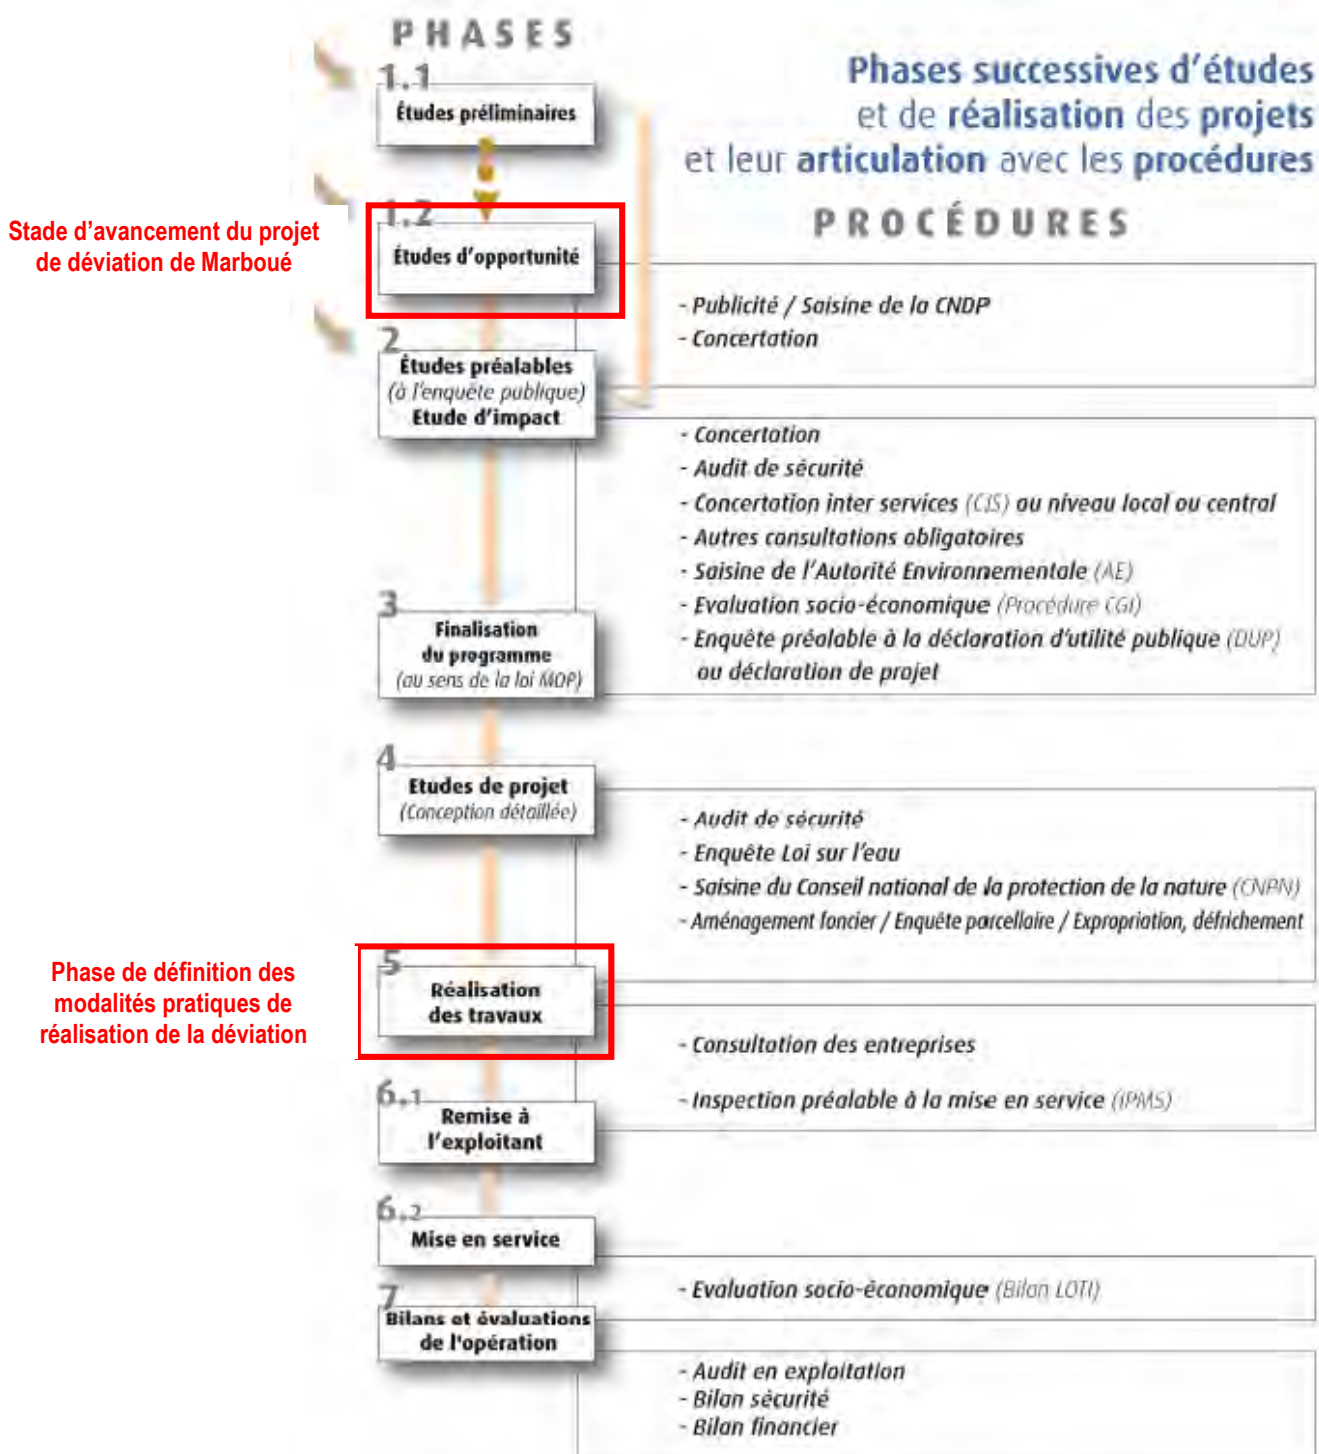 PHASES
Phases successives d'études
et de réalisation des projets
et leur articulation avec les procédures
PROCÉDURES
1.1
Études préliminaires
Stade d'avancement du projet
de déviation de Marboué
1.2
Études d'opportunité
- Publicité / Saisine de la CNDP
- Concertation
2
Études préalables
(à l'enquête publique)
Etude d'impact
- Concertation
- Audit de sécurité
- Concertation inter services (CIS) au niveau local ou central
- Autres consultations obligatoires
- Saisine de l'Autorité Environnementale (AE)
- Evaluation socio-économique (Procédure CGI)
- Enquête préalable à la déclaration d'utilité publique (DUP)
ou déclaration de projet
3
Finalisation
du programme
(au sens de la loi MOP)
4
Etudes de projet
(Conception détaillée)
- Audit de sécurité
- Enquête Loi sur l'eau
- Saisine du Conseil national de la protection de la nature (CNPN)
- Aménagement foncier / Enquête parcellaire / Expropriation, défrichement
Phase de définition des
modalités pratiques de
réalisation de la déviation
5
Réalisation
des travaux
- Consultation des entreprises
- Inspection préalable à la mise en service (IPMS)
6.1
Remise à
l'exploitant
6.2
Mise en service
- Evaluation socio-économique (Bilan LOTI)
7
Bilans et évaluations
de l'opération
- Audit en exploitation
- Bilan sécurité
- Bilan financier